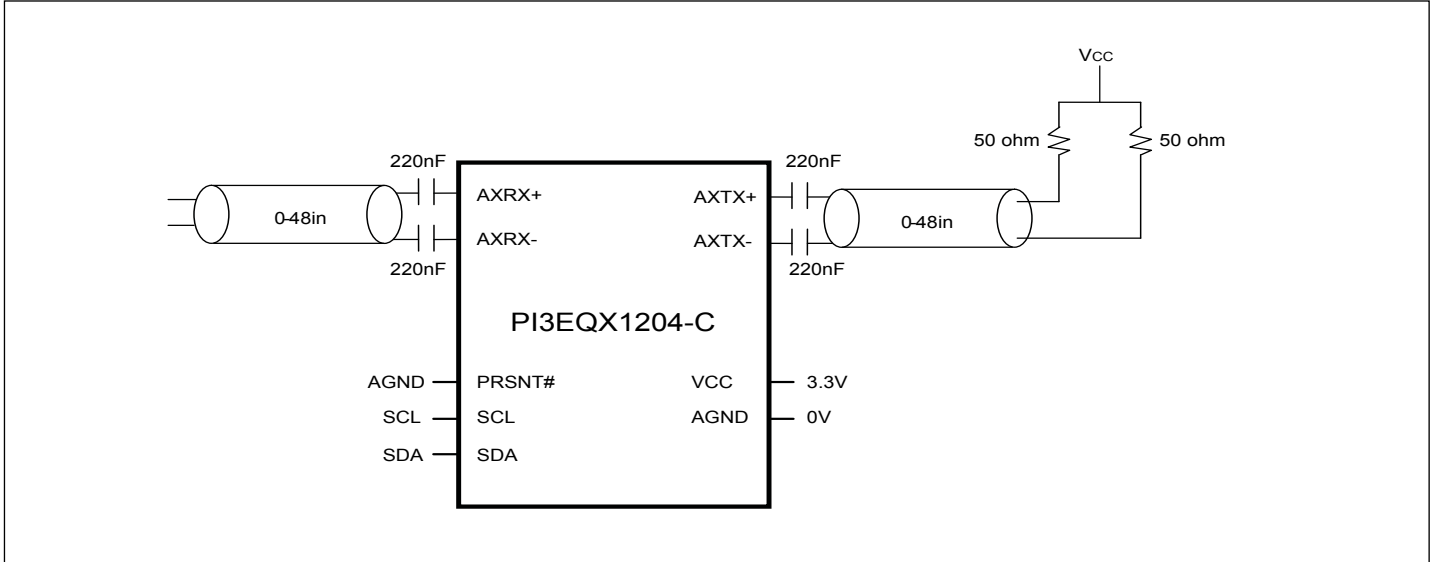 Vcc
50 ohm
50 ohm
220nF
220nF
AXRX+
AXTX+
0-48in
0-48in
AXRX-
AXTX-
220nF
220nF
PI3EQX1204-C
AGND
PRSNT#
VCC
3.3V
SCL
SCL
AGND
0V
SDA
SDA